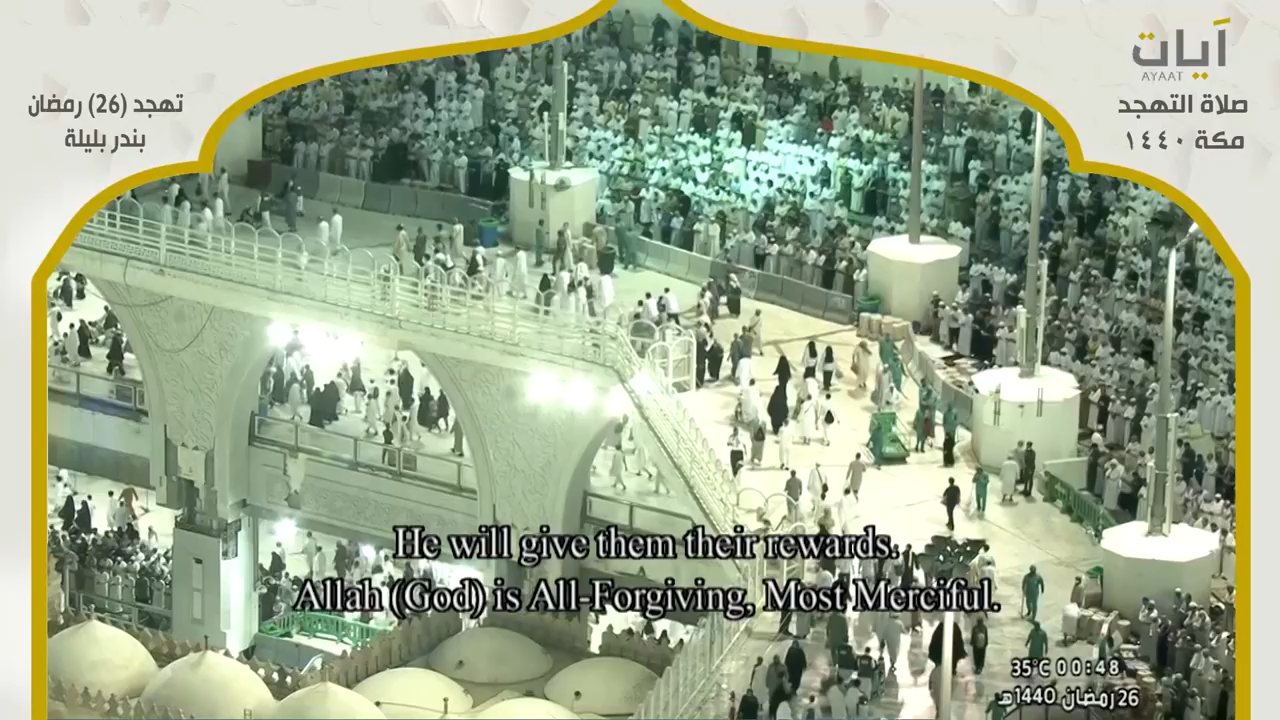 آيات
AYAAT
صلاة التهجد
مكة ١٤٤٠
تهجد (26) رمضان
بندر بليلة
He will give them their rewards.
Allah (God) is All-Forgiving, Most Merciful.
35°C 00:48
26 رمضان 1440هـ